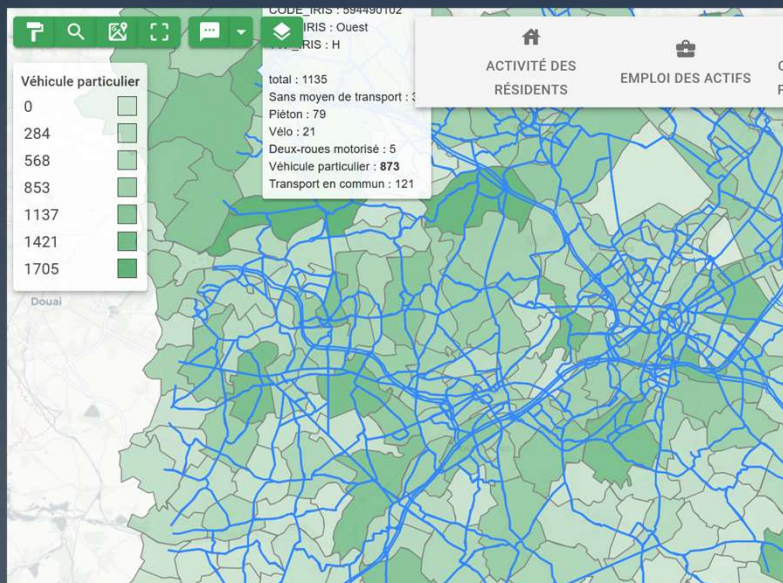 CODE_IRIS : 594490102
IRIS : Ouest
IRIS : H
total : 1135
Sans moyen de transport :
Piéton : 79
Vélo : 21
Deux-roues motorisé : 5
Véhicule particulier : 873
Transport en commun : 121
ACTIVITÉ DES
RÉSIDENTS
EMPLOI DES ACTIFS
Véhicule particulier
0
284
568
853
1137
1421
1705
Douai